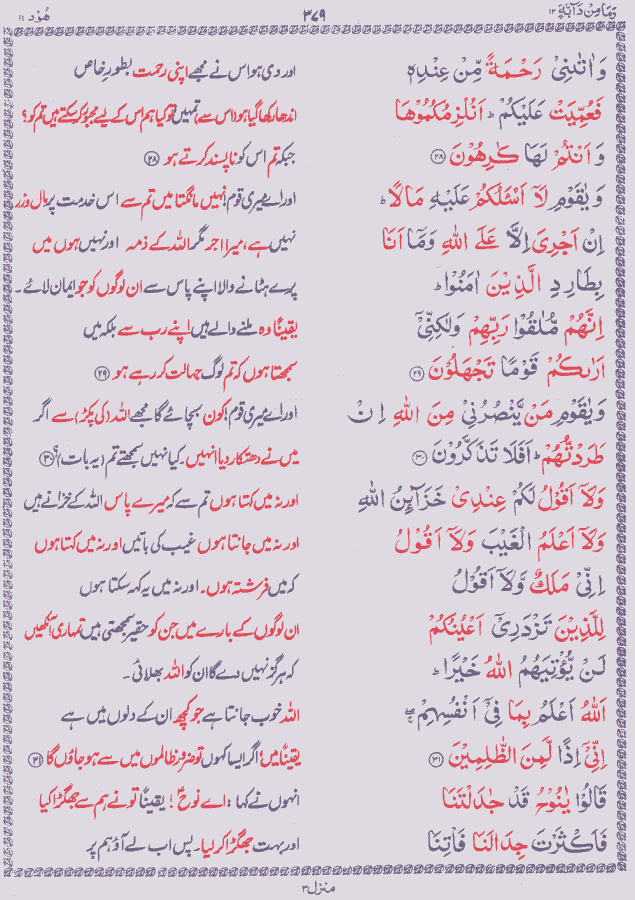 وَمَا مِنْ دَآبَّةٍ ١٢ ٣٧٩ هُوْد ١١
وَاٰتٰىنِیْ رَحْمَةً مِّنْ عِنْدِهٖ اور دی ہو اس نے مجھے اپنی رحمت بطورِ خاص
فَعُمِّيَتْ عَلَيْكُمْ ؕ اَنُلْزِمُكُمُوْهَا اندھا رکھا گیا ہو (اس سے) تمہیں تو کیا ہم اس کے لیے مجبور کر سکتے ہیں تم کو؟
وَ اَنْتُمْ لَهَا كٰرِهُوْنَ ﴿٢٨﴾ جبکہ تم اس کو ناپسند کرتے ہو ﴿٢٨﴾
وَيٰقَوْمِ لَآ اَسْـَٔلُكُمْ عَلَيْهِ مَالًا ؕ اور اے میری قوم! نہیں مانگتا میں تم سے اس خدمت پر مال وزر
اِنْ اَجْرِیَ اِلَّا عَلَى اللّٰهِ وَمَآ اَنَا نہیں ہے، میرا اجر مگر اللہ کے ذمہ اور نہیں ہوں میں
بِطَارِدِ الَّذِيْنَ اٰمَنُوْا ؕ پرے ہٹانے والا اپنے پاس سے ان لوگوں کو جو ایمان لائے۔
اِنَّهُمْ مُّلٰقُوْا رَبِّهِمْ وَلٰكِنِّیْٓ یقیناً وہ ملنے والے ہیں اپنے رب سے بلکہ میں
اَرٰىكُمْ قَوْمًا تَجْهَلُوْنَ ﴿٢٩﴾ سمجھتا ہوں کہ تم لوگ جہالت کر رہے ہو ﴿٢٩﴾
وَيٰقَوْمِ مَنْ يَّنْصُرُنِیْ مِنَ اللّٰهِ اِنْ اور اے میری قوم! کون بچائے گا مجھے اللہ (کی پکڑ) سے اگر
طَرَدْتُّهُمْ ؕ اَفَلَا تَذَكَّرُوْنَ ﴿٣٠﴾ میں نے دھتکار دیا انہیں۔ کیا نہیں سمجھتے تم (یہ بات)؟ ﴿٣٠﴾
وَلَآ اَقُوْلُ لَكُمْ عِنْدِیْ خَزَآئِنُ اللّٰهِ اور نہ میں کہتا ہوں تم سے کہ میرے پاس اللہ کے خزانے ہیں
وَلَآ اَعْلَمُ الْغَيْبَ وَلَآ اَقُوْلُ اور نہ میں جانتا ہوں غیب کی باتیں اور نہ میں کہتا ہوں
اِنِّیْ مَلَكٌ وَّلَآ اَقُوْلُ کہ میں فرشتہ ہوں۔ اور نہ میں یہ کہہ سکتا ہوں
لِلَّذِيْنَ تَزْدَرِیْٓ اَعْيُنُكُمْ ان لوگوں کے بارے میں جن کو حقیر سمجھتی ہیں تمہاری آنکھیں
لَنْ يُّؤْتِيَهُمُ اللّٰهُ خَيْرًا ؕ کہ ہرگز نہیں دے گا ان کو اللہ بھلائی۔
اَللّٰهُ اَعْلَمُ بِمَا فِیْٓ اَنْفُسِهِمْ ۖۚ اللہ خوب جانتا ہے جو کچھ ان کے دلوں میں ہے
اِنِّیْٓ اِذًا لَّمِنَ الظّٰلِمِيْنَ ﴿٣١﴾ یقیناً میں، اگر ایسا کہوں تو ضرور ظالموں میں سے ہو جاؤں گا ﴿٣١﴾
قَالُوْا يٰنُوْحُ قَدْ جٰدَلْتَنَا انہوں نے کہا: اے نوحؑ! یقیناً تو نے ہم سے جھگڑا کیا
فَاَكْثَرْتَ جِدَالَنَا فَاْتِنَا اور بہت جھگڑا کر لیا۔ پس اب لے آؤ ہم پر
منزل ٣